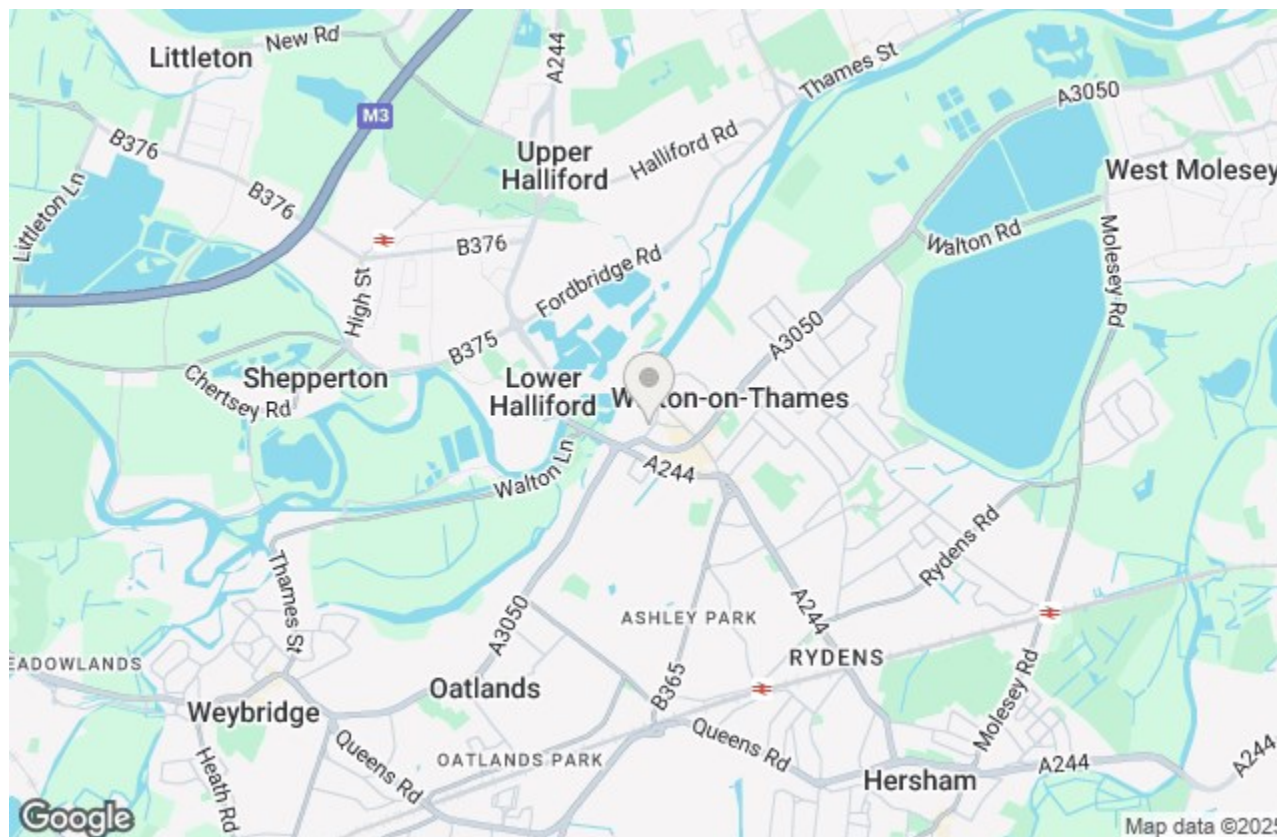 Littleton
New Rd
A244
Thames St
M3
A3050
B376
Upper
Halliford
Halliford Rd
West Molesey
Littleton Ln
B376
B376
Walton Rd
Molesey Rd
High St
Fordbridge Rd
B375
A3050
Shepperton
Chertsey Rd
Lower
Halliford
W ton-on-Thames
Walton Ln
A244
Rydens Rd
Thames St
A3050
ASHLEY PARK
A244
EADOWLANDS
RYDENS
Oatlands
B365
Weybridge
Molesey Rd
Queens Rd
Queens Rd
OATLANDS PARK
Heath Rd
Hersham
A244
A244
Google
Map data ©2025